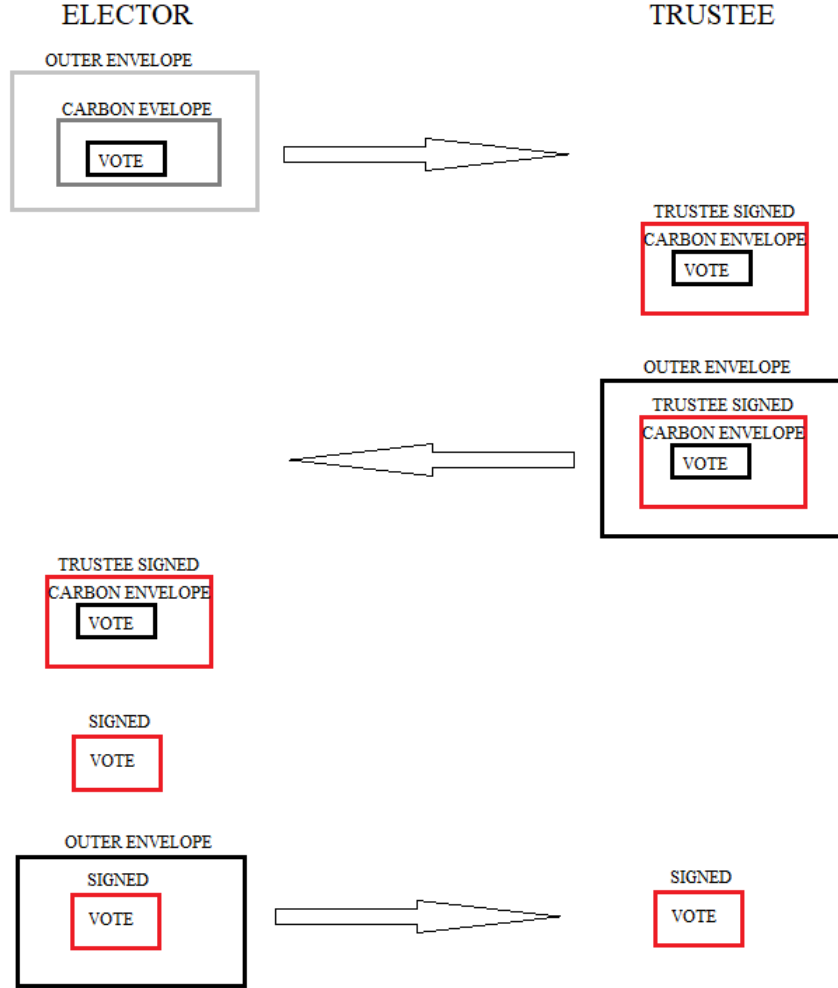 ELECTOR
TRUSTEE
OUTER ENVELOPE
CARBON EVELOPE
VOTE
TRUSTEE SIGNED
CARBON ENVELOPE
VOTE
OUTER ENVELOPE
TRUSTEE SIGNED
CARBON ENVELOPE
VOTE
TRUSTEE SIGNED
CARBON ENVELOPE
VOTE
SIGNED
VOTE
OUTER ENVELOPE
SIGNED
VOTE
SIGNED
VOTE